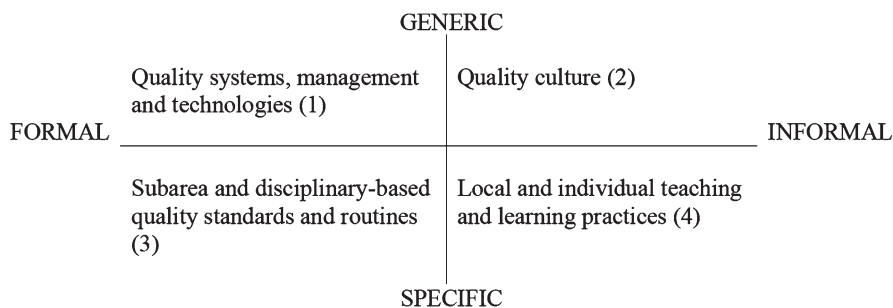 GENERIC
Quality systems, management
and technologies (1)
Quality culture (2)
FORMAL
INFORMAL
Subarea and disciplinary-based
quality standards and routines
(3)
Local and individual teaching
and learning practices (4)
SPECIFIC